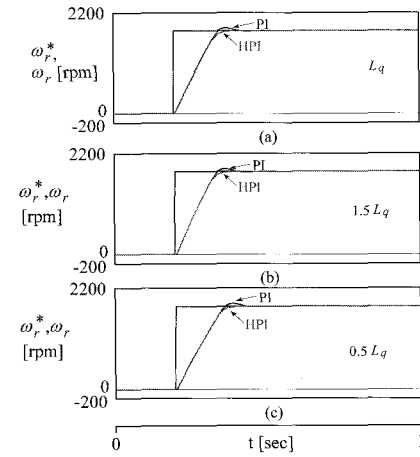 2200
ω_r^*,
ω_r [rpm]
0
-200
PI
HPI
L_q
(a)
2200
ω_r^*,ω_r
[rpm]
0
-200
PI
HPI
1.5 L_q
(b)
2200
ω_r^*,ω_r
[rpm]
0
-200
PI
HPI
0.5 L_q
(c)
0
t [sec]